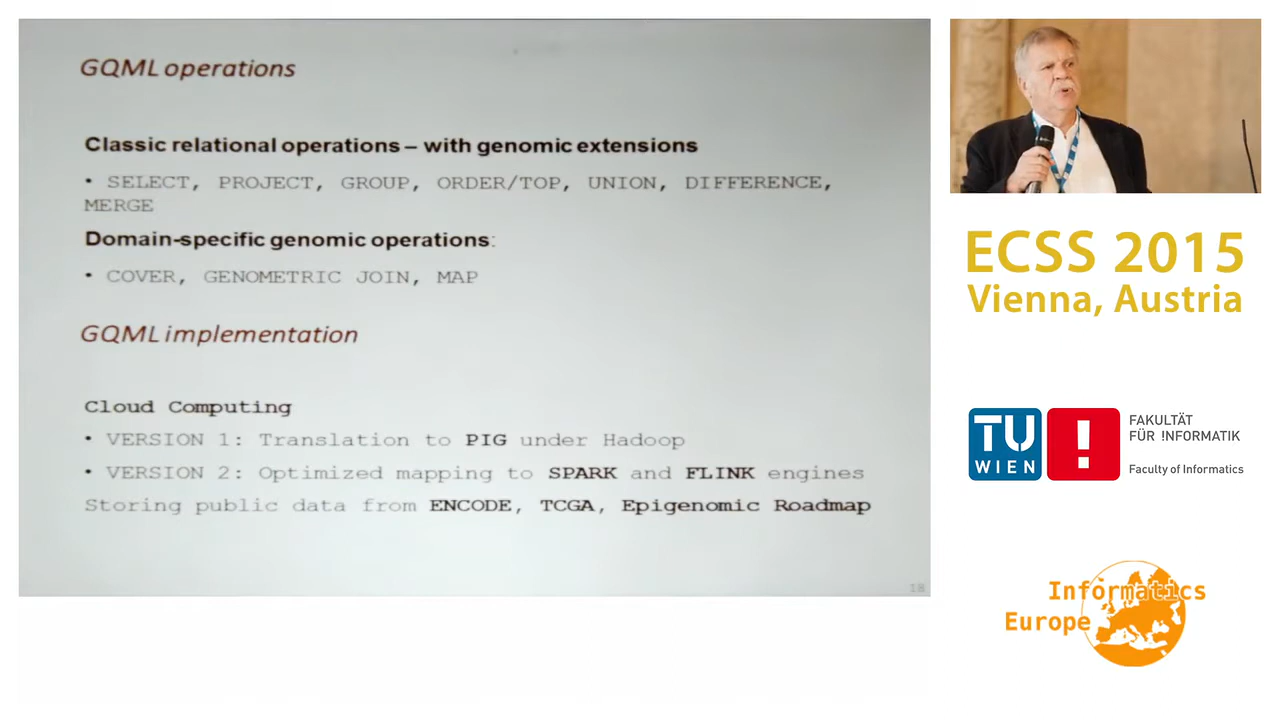 GQML operations
Classic relational operations – with genomic extensions
• SELECT, PROJECT, GROUP, ORDER/TOP, UNION, DIFFERENCE,
MERGE
Domain-specific genomic operations:
• COVER, GENOMETRIC JOIN, MAP
GQML implementation
Cloud Computing
• VERSION 1: Translation to PIG under Hadoop
• VERSION 2: Optimized mapping to SPARK and FLINK engines
Storing public data from ENCODE, TCGA, Epigenomic Roadmap
18
ECSS 2015
Vienna, Austria
TU
WIEN
!
FAKULTÄT
FÜR !NFORMATIK
Faculty of Informatics
Informatics
Europe